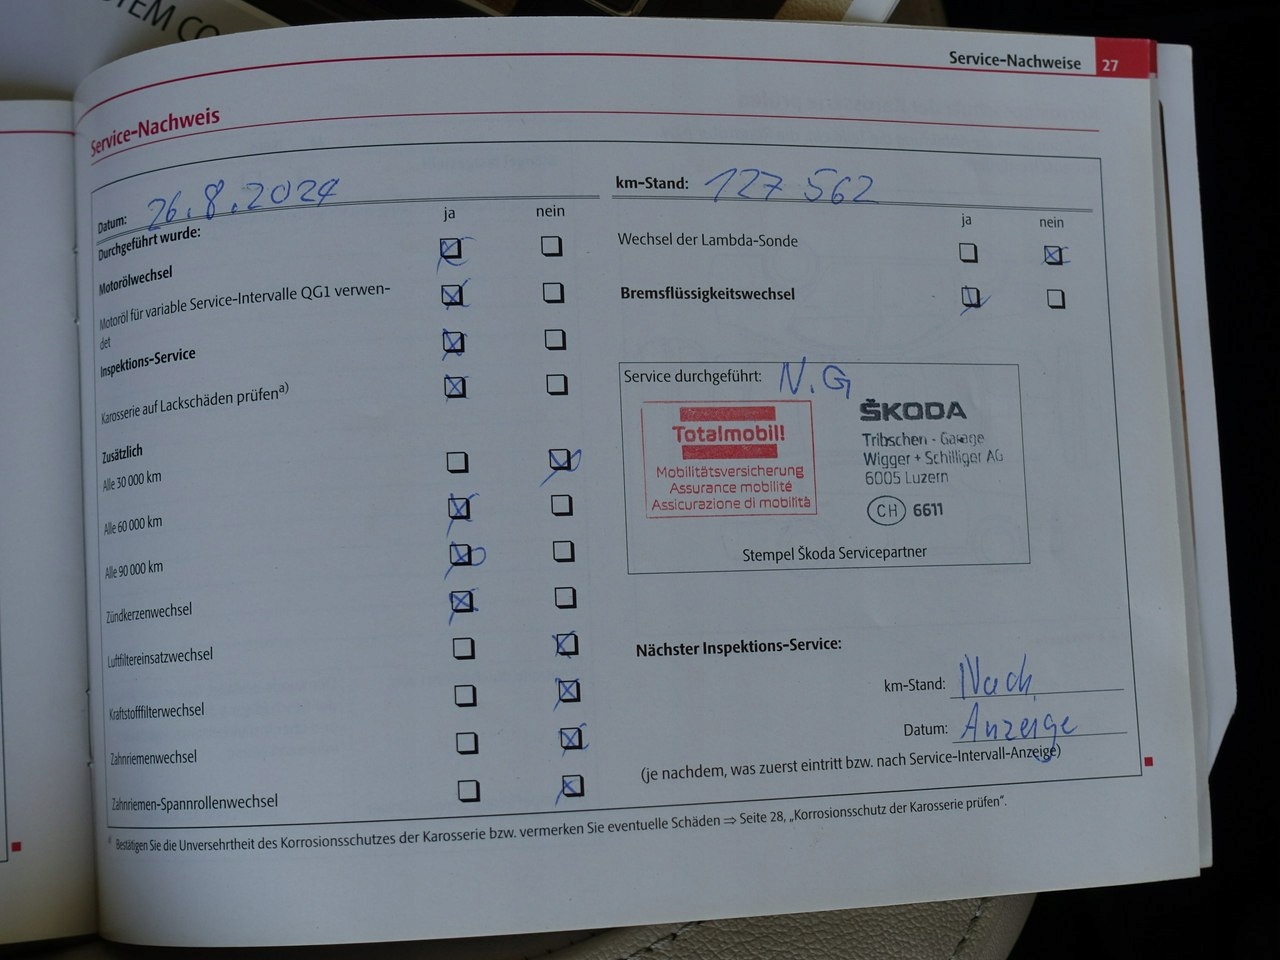 STEM CO
Service-Nachweise 27
Service-Nachweis
Datum: 26.8.2024
km-Stand: 127 562
ja nein
ja nein
Durchgeführt wurde:
Motorölwechsel
Motoröl für variable Service-Intervalle QG1 verwen-
det
Inspektions-Service
Karosserie auf Lackschäden prüfen a)
Zusätzlich
Alle 30 000 km
Alle 60 000 km
Alle 90 000 km
Zündkerzenwechsel
Luftfiltereinsatzwechsel
Kraftstofffilterwechsel
Zahnriemenwechsel
Zahnriemen-Spannrollenwechsel
Wechsel der Lambda-Sonde
Bremsflüssigkeitswechsel
Service durchgeführt: N.G
Totalmobil!
Mobilitätsversicherung
Assurance mobilité
Assicurazione di mobilità
ŠKODA
Tribschen - Garage
Wigger + Schilliger AG
6005 Luzern
CH 6611
Stempel Škoda Servicepartner
Nächster Inspektions-Service:
km-Stand: Nach
Datum: Anzeige
(je nachdem, was zuerst eintritt bzw. nach Service-Intervall-Anzeige)
a) Bestätigen Sie die Unversehrtheit des Korrosionsschutzes der Karosserie bzw. vermerken Sie eventuelle Schäden ⇒ Seite 28, „Korrosionsschutz der Karosserie prüfen“.